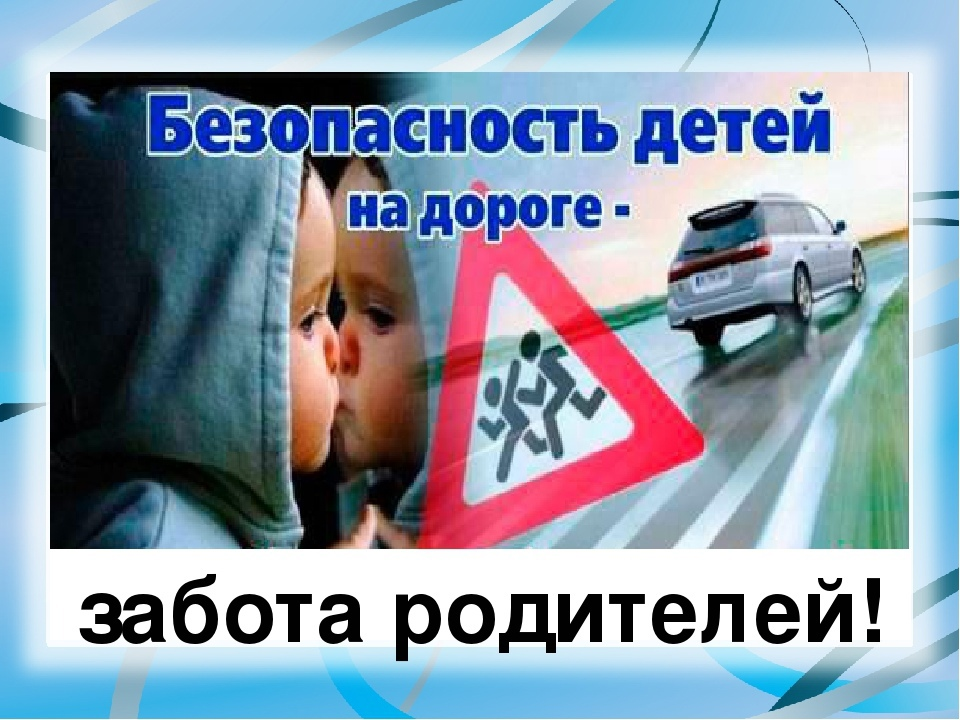 Безопасность детей
на дороге -
забота родителей!